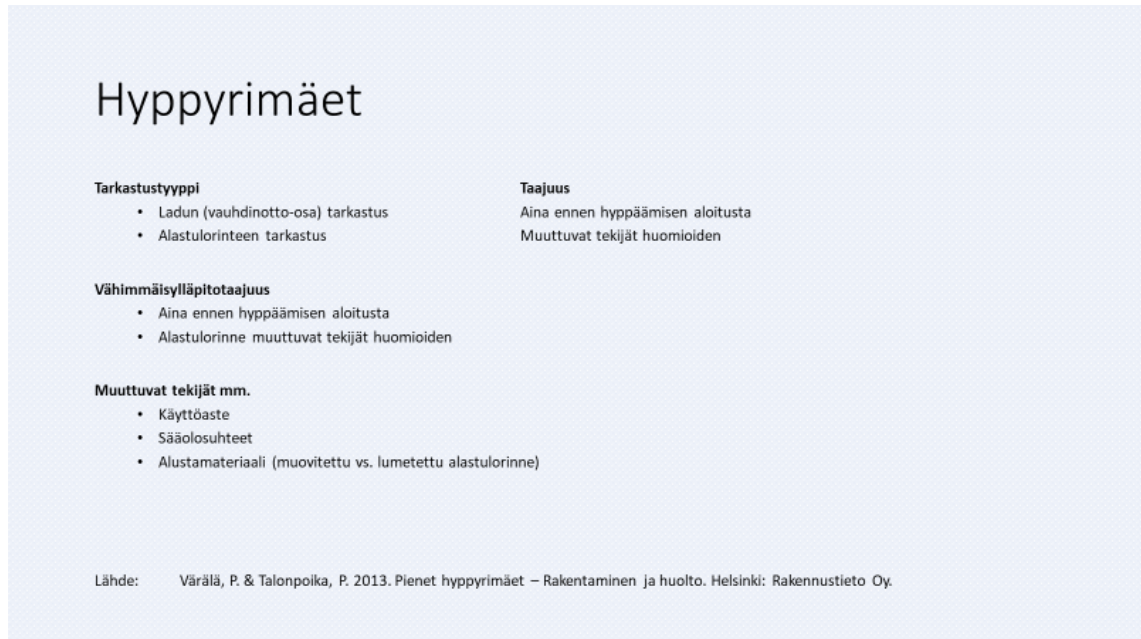 Hyppyrimäet
Tarkastustyyppi Taajuus
• Ladun (vauhdinotto-osa) tarkastus Aina ennen hyppäämisen aloitusta
• Alastulorinteen tarkastus Muuttuvat tekijät huomioiden
Vähimmäisylläpitotaajuus
• Aina ennen hyppäämisen aloitusta
• Alastulorinne muuttuvat tekijät huomioiden
Muuttuvat tekijät mm.
• Käyttöaste
• Sääolosuhteet
• Alustamateriaali (muovitettu vs. lumetettu alastulorinne)
Lähde: Värälä, P. & Talonpoika, P. 2013. Pienet hyppyrimäet – Rakentaminen ja huolto. Helsinki: Rakennustieto Oy.